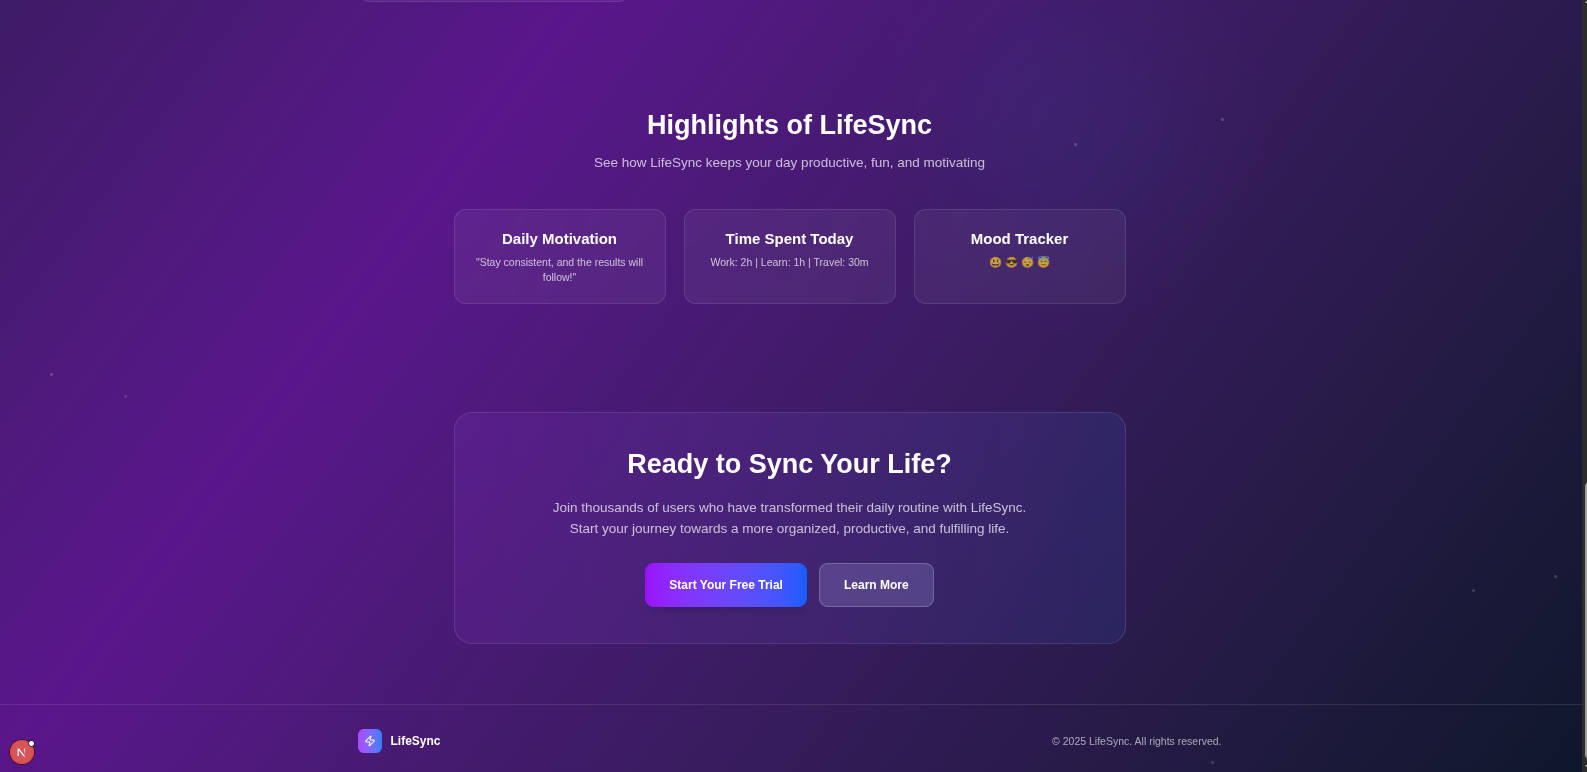 Highlights of LifeSync
See how LifeSync keeps your day productive, fun, and motivating
Daily Motivation
"Stay consistent, and the results will
follow!"
Time Spent Today
Work: 2h | Learn: 1h | Travel: 30m
Mood Tracker
😃 😎 😴 😇
Ready to Sync Your Life?
Join thousands of users who have transformed their daily routine with LifeSync.
Start your journey towards a more organized, productive, and fulfilling life.
Start Your Free Trial
Learn More
LifeSync
© 2025 LifeSync. All rights reserved.
N